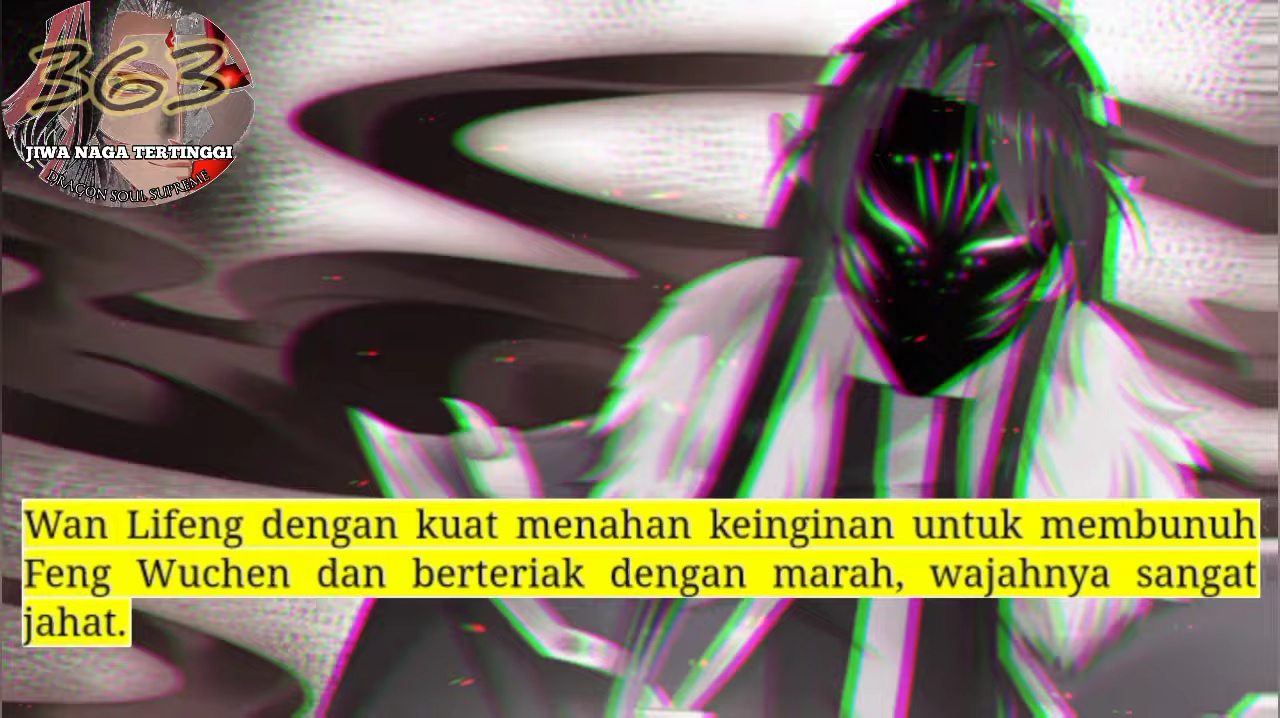 363
JIWA NAGA TERTINGGI
DRAGON SOUL SUPREME
Wan Lifeng dengan kuat menahan keinginan untuk membunuh
Feng Wuchen dan berteriak dengan marah, wajahnya sangat
jahat.